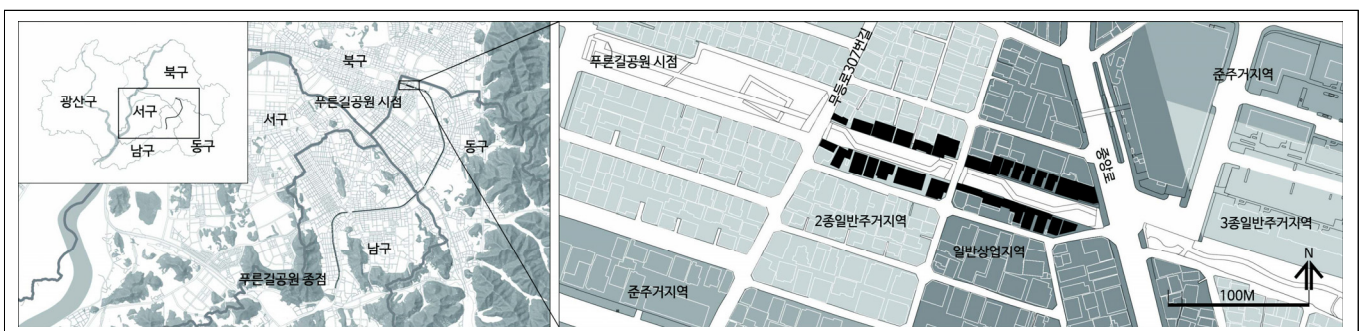 북구
광산구
서구
남구
동구
북구
푸른길공원 시점
서구
동구
남구
푸른길공원 종점
푸른길공원 시점
무등로307번길
준주거지역
중앙로
2종일반주거지역
3종일반주거지역
일반상업지역
준주거지역
N
100M